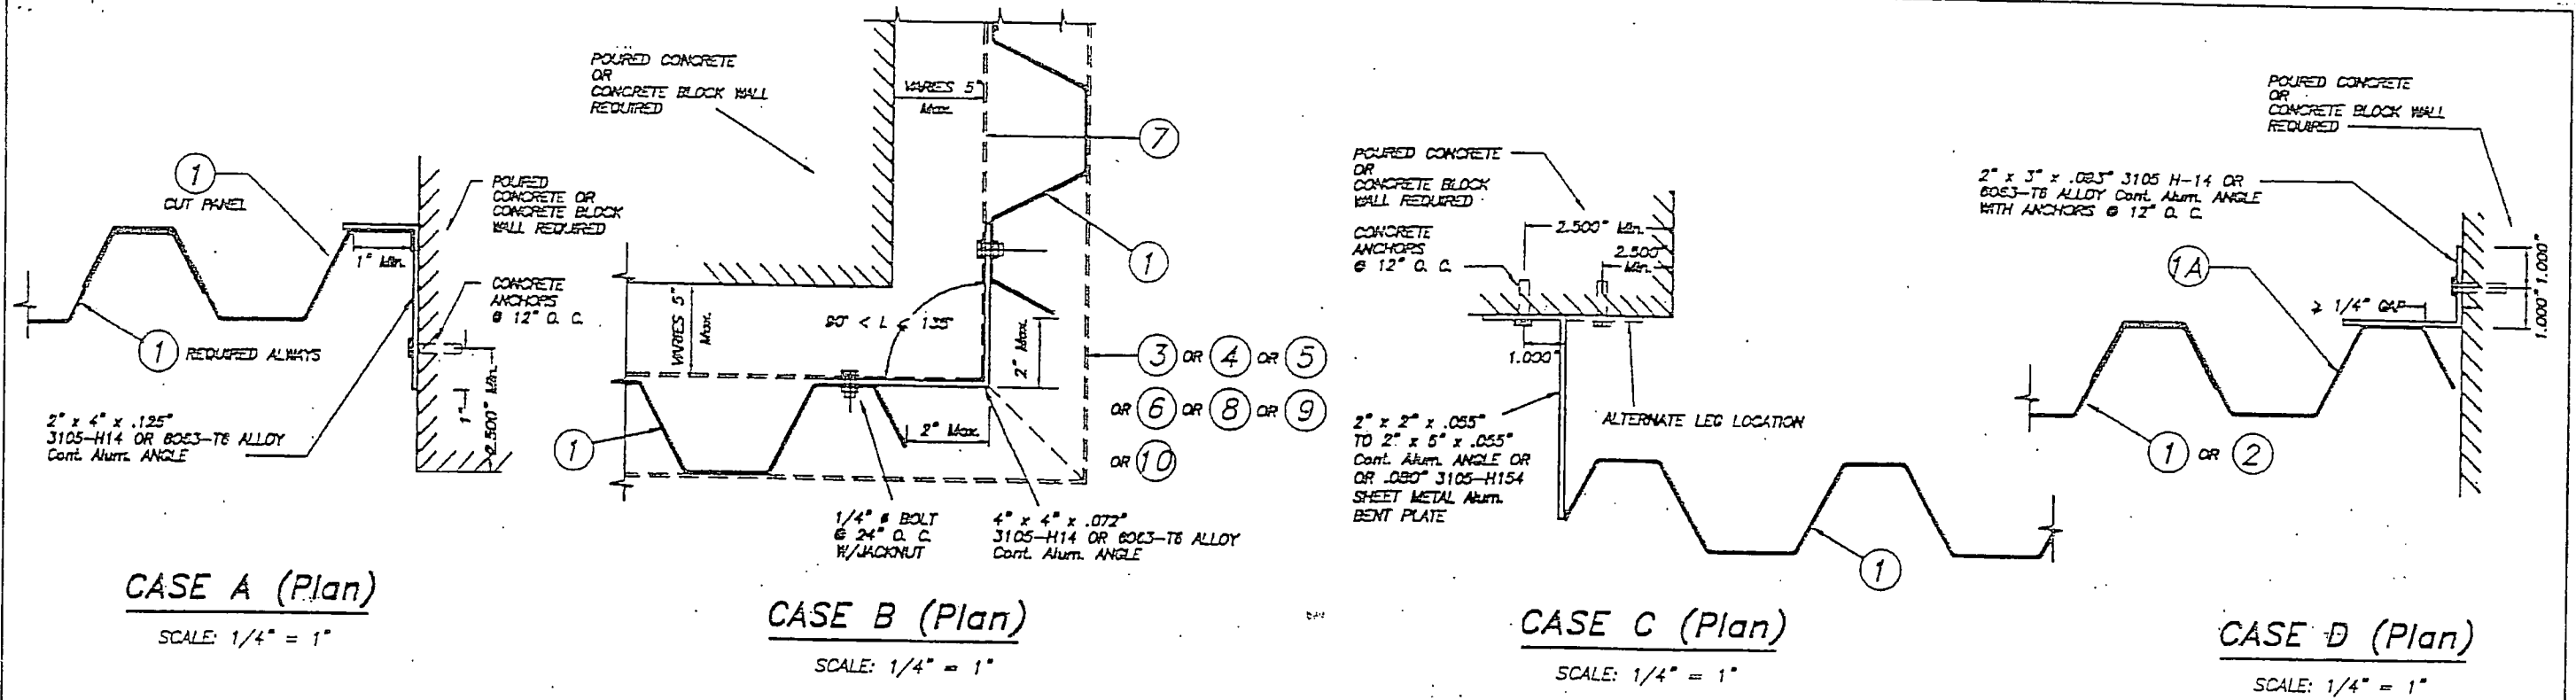 1
CUT PANEL
1" Min.
POURED
CONCRETE OR
CONCRETE BLOCK
WALL REQUIRED
CONCRETE
ANCHORS
@ 12" O. C.
1 REQUIRED ALWAYS
1"
2.500" Min.
2" x 4" x .125"
3105-H14 OR 6063-T6 ALLOY
Cont. Alum. ANGLE
CASE A (Plan)
SCALE: 1/4" = 1"
POURED CONCRETE
OR
CONCRETE BLOCK WALL
REQUIRED
VARIES 5"
Max.
7
1
VARIES 5"
Max.
90° < L < 135°
2" Max.
3 OR 4 OR 5
OR 6 OR 8 OR 9
OR 10
1
2" Max.
1/4" ø BOLT
@ 24" O. C.
W/JACKNUT
4" x 4" x .072"
3105-H14 OR 6063-T6 ALLOY
Cont. Alum. ANGLE
CASE B (Plan)
SCALE: 1/4" = 1"
POURED CONCRETE
OR
CONCRETE BLOCK
WALL REQUIRED
CONCRETE
ANCHORS
@ 12" O. C.
2.500" Min.
2.500"
Min.
1.000"
ALTERNATE LEG LOCATION
2" x 2" x .055"
TO 2" x 5" x .055"
Cont. Alum. ANGLE OR
OR .080" 3105-H154
SHEET METAL Alum.
BENT PLATE
1
CASE C (Plan)
SCALE: 1/4" = 1"
POURED CONCRETE
OR
CONCRETE BLOCK WALL
REQUIRED
2" x 3" x 3105 H-14 OR
6063-T6 ALLOY Cont. Alum. ANGLE
WITH ANCHORS @ 12" O. C.
1A
1/4" GAP
1.000"
1.000"
1 OR 2
CASE D (Plan)
SCALE: 1/4" = 1"